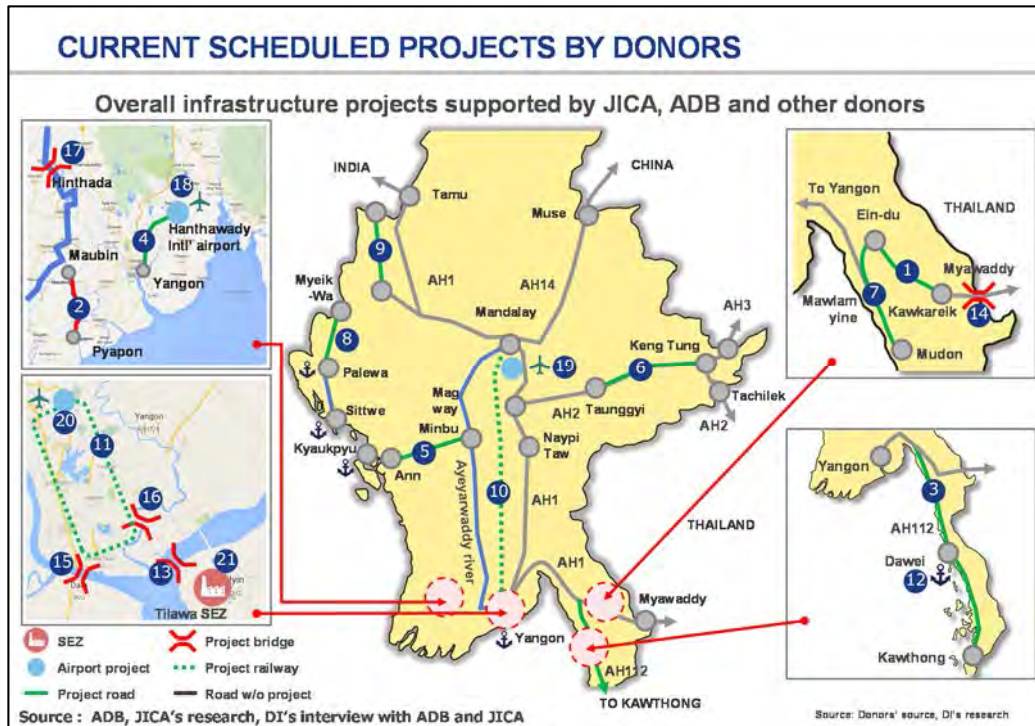 CURRENT SCHEDULED PROJECTS BY DONORS
Overall infrastructure projects supported by JICA, ADB and other donors
17
Hinthada
18
Hanthawady
Intl' airport
4
Maubin
Yangon
2
Pyapon
20
Yangon
11
16
15
13
21
Tilawa SEZ
SEZ
Project bridge
Airport project
Project railway
Project road
Road w/o project
INDIA
CHINA
Tamu
Muse
9
Myeik
-Wa
AH1
AH14
Mandalay
AH3
8
Keng Tung
19
6
Palewa
Mag
way
Taunggyi
Tachilek
Sittwe
AH2
AH2
Minbu
Kyaukpyu
Naypi
Taw
5
Ann
10
Ayeyarwaddy river
AH1
THAILAND
AH1
Myawaddy
Yangon
AH112
TO KAWTHONG
To Yangon
Ein-du
THAILAND
1
Myawaddy
7
Mawlam
yine
Kawkareik
14
Mudon
Yangon
3
AH112
Dawei
12
Kawthong
Source : ADB, JICA's research, DI's interview with ADB and JICA
Source: Donors' source, DI's research